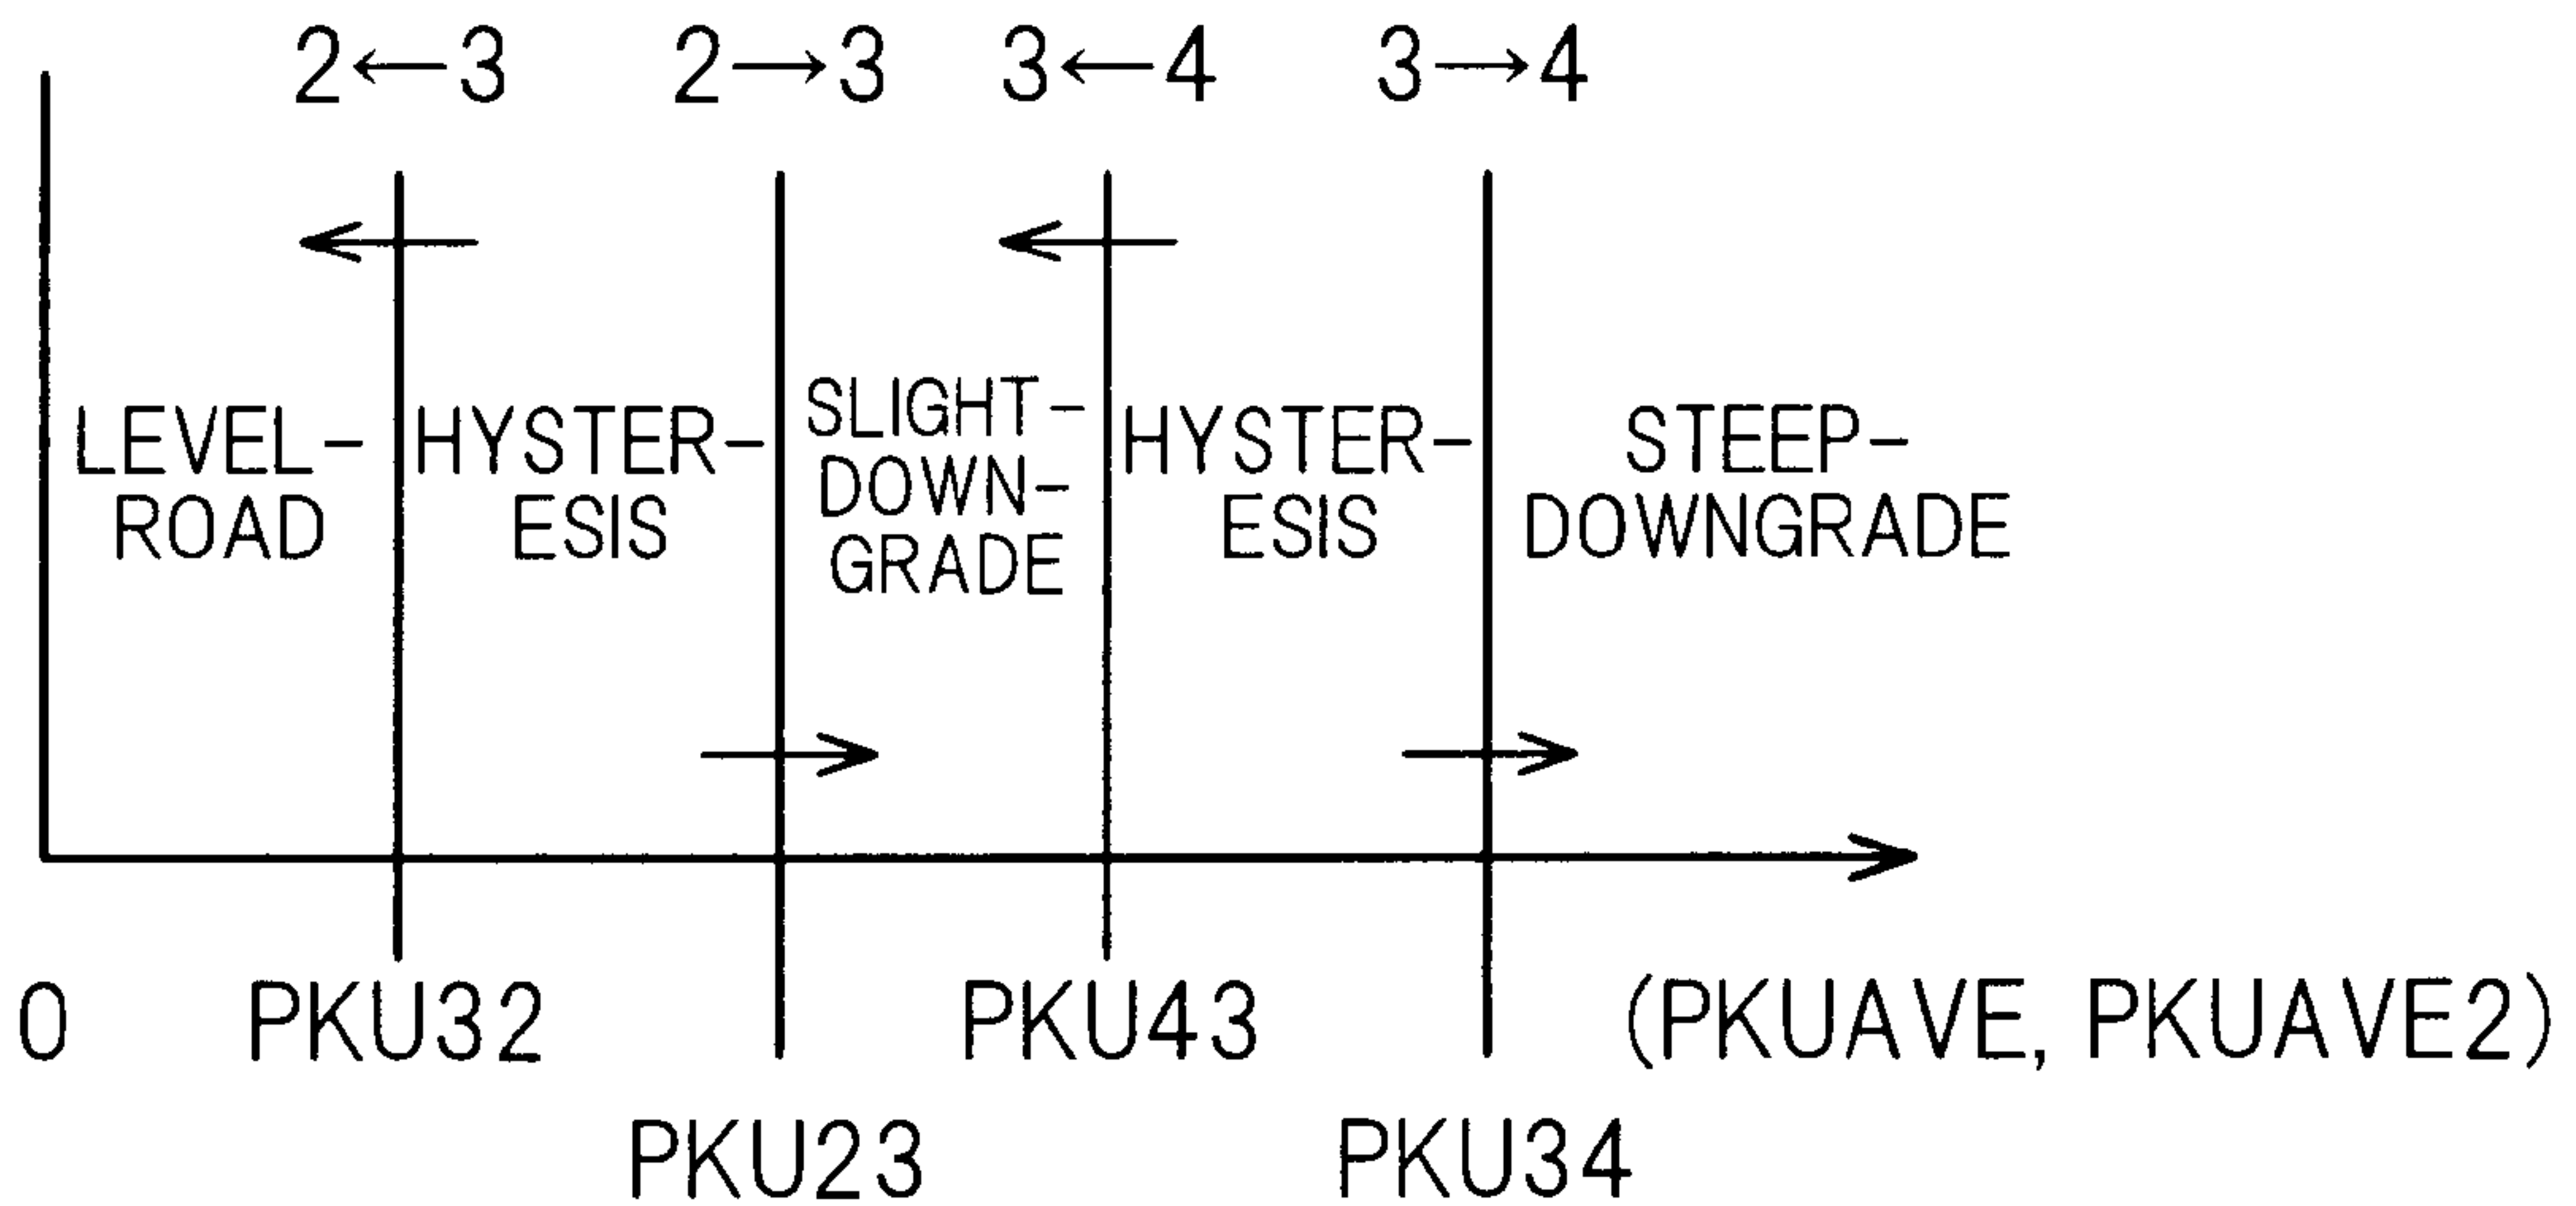 2←3 2→3 3←4 3→4
LEVEL-
ROAD
HYSTER-
ESIS
SLIGHT-
DOWN-
GRADE
HYSTER-
ESIS
STEEP-
DOWNGRADE
0 PKU32 PKU43 (PKUAVE, PKUAVE2)
PKU23 PKU34